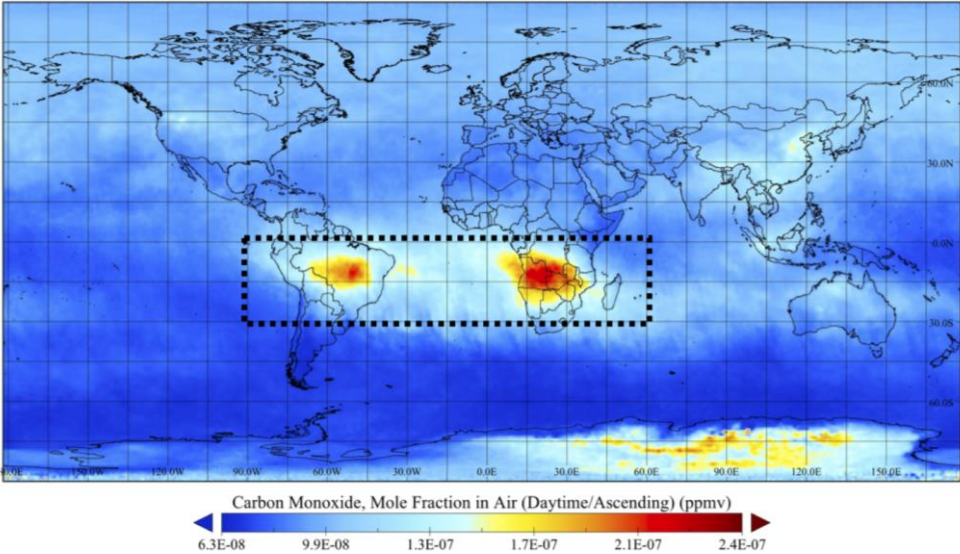 60.0N
30.0N
0.0N
30.0S
60.0S
0.0E 150.0W 120.0W 90.0W 60.0W 30.0W 0.0E 30.0E 60.0E 90.0E 120.0E 150.0E
Carbon Monoxide, Mole Fraction in Air (Daytime/Ascending) (ppmv)
6.3E-08 9.9E-08 1.3E-07 1.7E-07 2.1E-07 2.4E-07